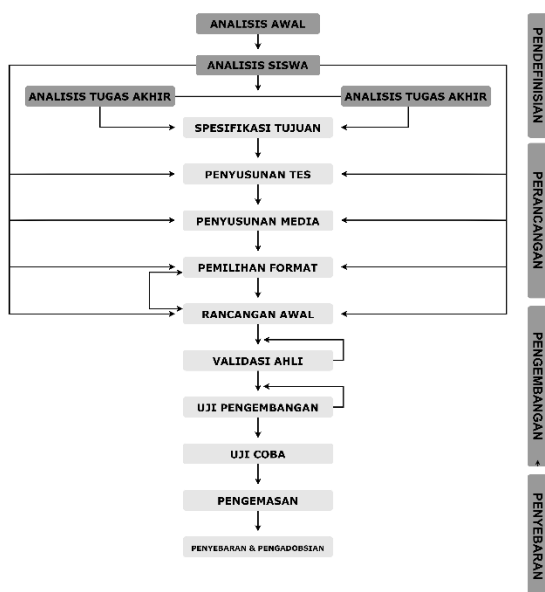 ANALISIS AWAL
ANALISIS SISWA
ANALISIS TUGAS AKHIR
ANALISIS TUGAS AKHIR
SPESIFIKASI TUJUAN
PENYUSUNAN TES
PENYUSUNAN MEDIA
PEMILIHAN FORMAT
RANCANGAN AWAL
VALIDASI AHLI
UJI PENGEMBANGAN
UJI COBA
PENGEMASAN
PENYEBARAN & PENGADOBSIAN
PENDEFINISIAN
PERANCANGAN
PENGEMBANGAN
PENYEBARAN